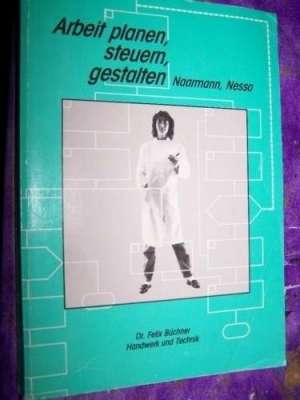 Arbeit planen,
steuern,
gestalten Naarmann, Nessa
Dr. Felix Büchner
Handwerk und Technik